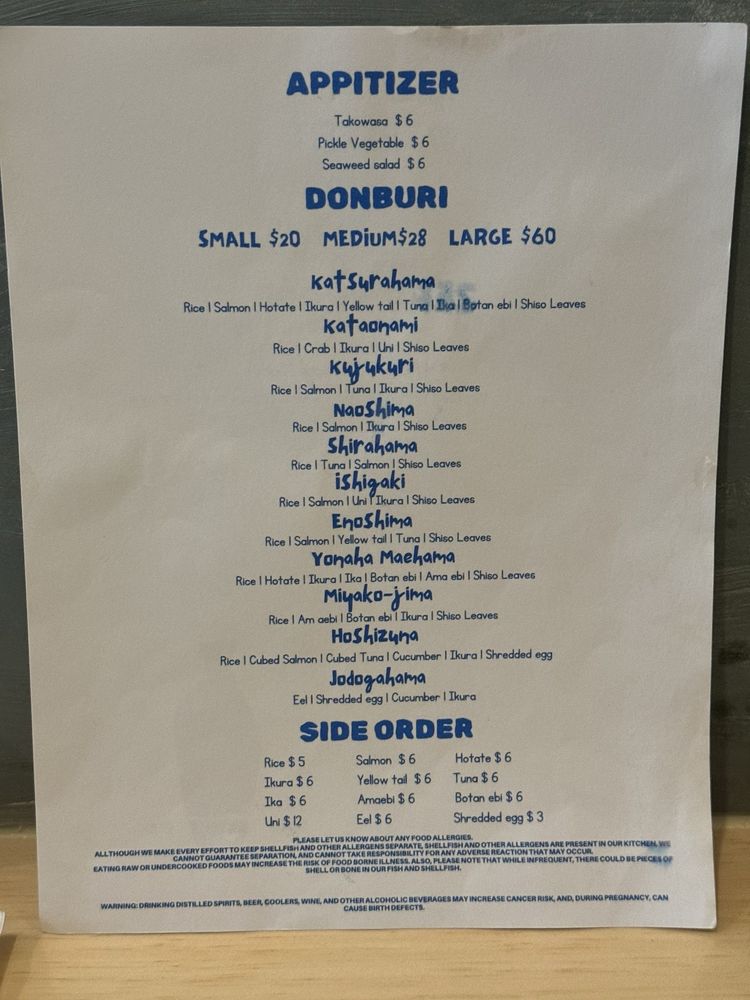 APPITIZER
Takowasa $ 6
Pickle Vegetable $ 6
Seaweed salad $ 6
DONBURI
SMALL $20 MEDIUM$28 LARGE $60
Katsurahama
Rice | Salmon | Hotate | Ikura | Yellow tail | Tuna | Ika | Botan ebi | Shiso Leaves
Kataonami
Rice | Crab | Ikura | Uni | Shiso Leaves
Kujukuri
Rice | Salmon | Tuna | Ikura | Shiso Leaves
Naoshima
Rice | Salmon | Ikura | Shiso Leaves
Shirahama
Rice | Tuna | Salmon | Shiso Leaves
ishigaki
Rice | Salmon | Uni | Ikura | Shiso Leaves
Enoshima
Rice | Salmon | Yellow tail | Tuna | Shiso Leaves
Yonaha Maehama
Rice | Hotate | Ikura | Ika | Botan ebi | Ama ebi | Shiso Leaves
Miyako-jima
Rice | Am aebi | Botan ebi | Ikura | Shiso Leaves
Hoshizuna
Rice | Cubed Salmon | Cubed Tuna | Cucumber | Ikura | Shredded egg
Jodogahama
Eel | Shredded egg | Cucumber | Ikura
SIDE ORDER
Rice $ 5 Salmon $ 6 Hotate $ 6
Ikura $ 6 Yellow tail $ 6 Tuna $ 6
Ika $ 6 Amaebi $ 6 Botan ebi $ 6
Uni $ 12 Eel $ 6 Shredded egg $ 3
PLEASE LET US KNOW ABOUT ANY FOOD ALLERGIES.
ALLTHOUGH WE MAKE EVERY EFFORT TO KEEP SHELLFISH AND OTHER ALLERGENS SEPARATE, SHELLFISH AND OTHER ALLERGENS ARE PRESENT IN OUR KITCHEN. WE
CANNOT GUARANTEE SEPARATION, AND CANNOT TAKE RESPONSIBILITY FOR ANY ADVERSE REACTION THAT MAY OCCUR.
EATING RAW OR UNDERCOOKED FOODS MAY INCREASE THE RISK OF FOOD BORNE ILLNESS. ALSO, PLEASE NOTE THAT WHILE INFREQUENT, THERE COULD BE PIECES OF
SHELL OR BONE IN OUR FISH AND SHELLFISH.
WARNING: DRINKING DISTILLED SPIRITS, BEER, COOLERS, WINE, AND OTHER ALCOHOLIC BEVERAGES MAY INCREASE CANCER RISK, AND, DURING PREGNANCY, CAN
CAUSE BIRTH DEFECTS.